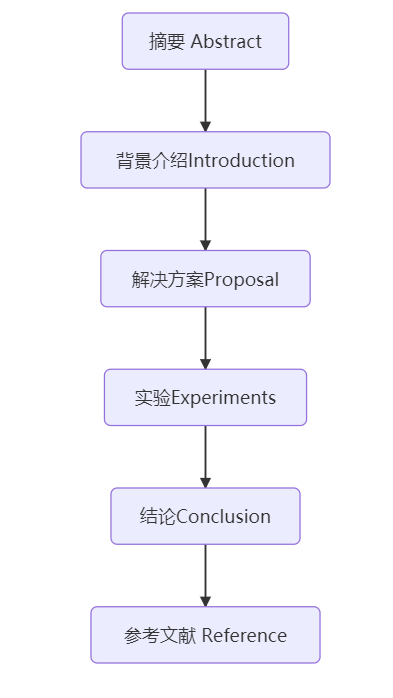 摘要 Abstract
背景介绍Introduction
解决方案Proposal
实验Experiments
结论Conclusion
参考文献 Reference